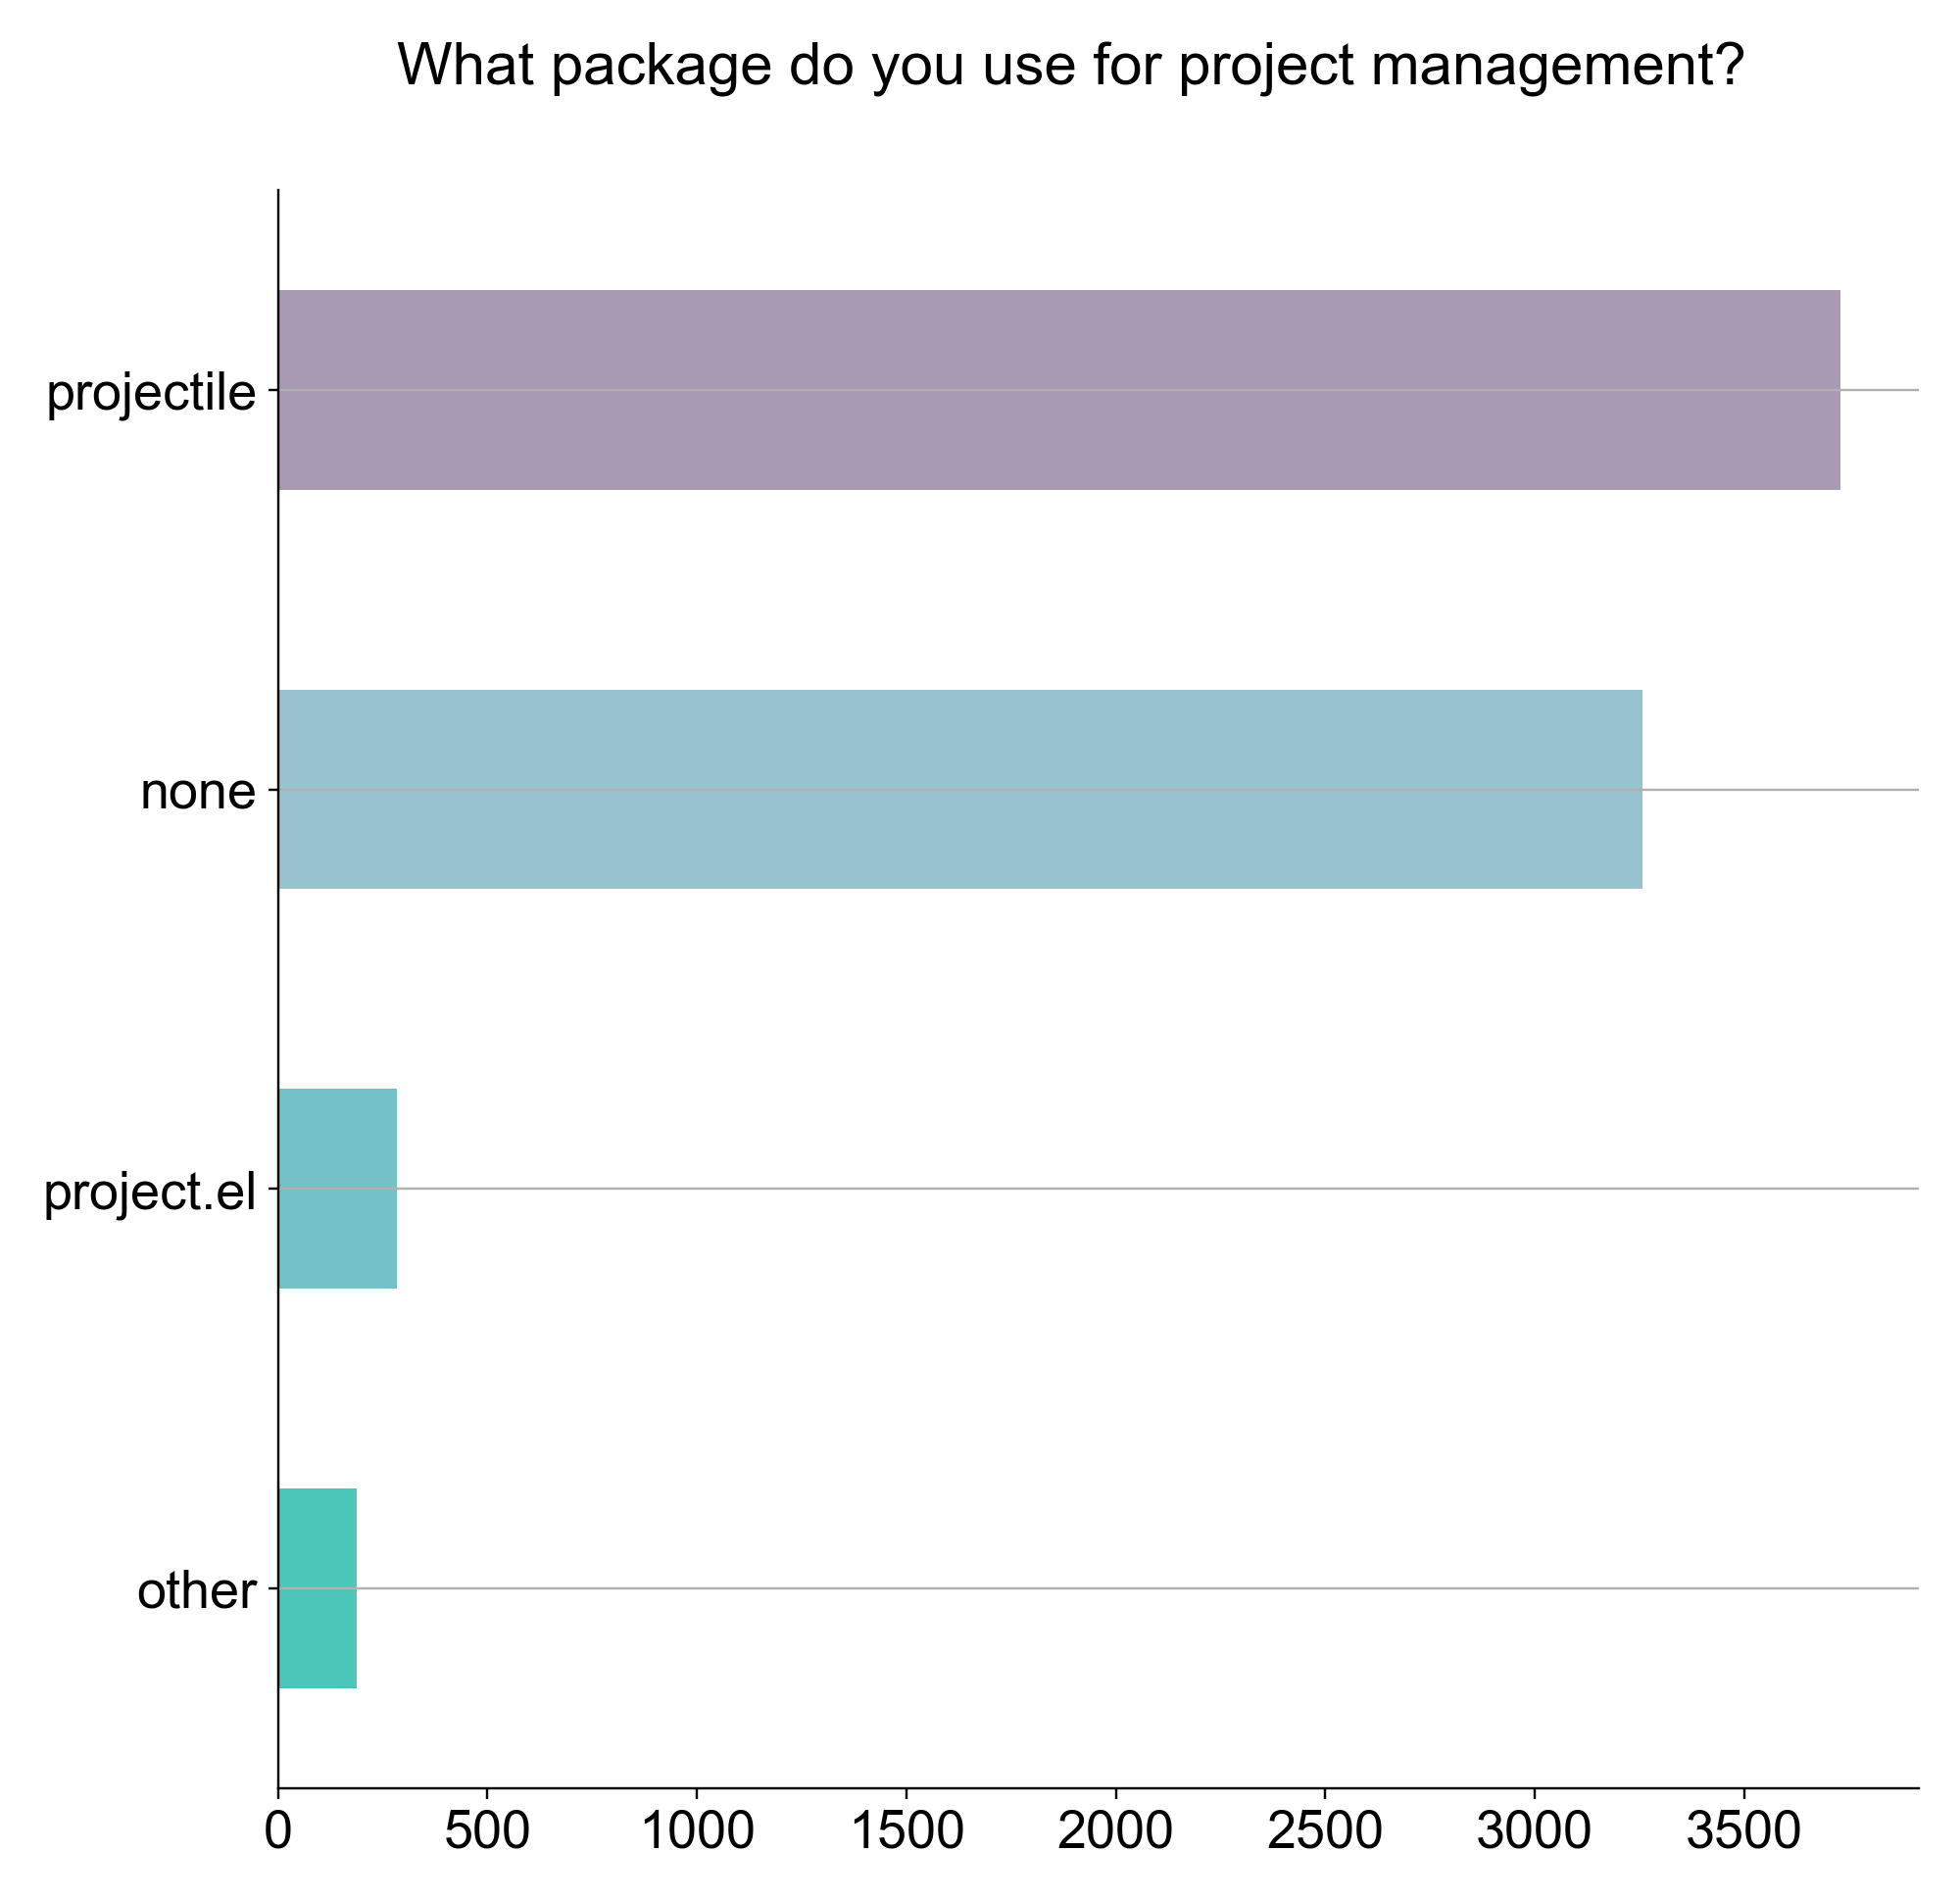 What package do you use for project management?
projectile
none
project.el
other
0 500 1000 1500 2000 2500 3000 3500